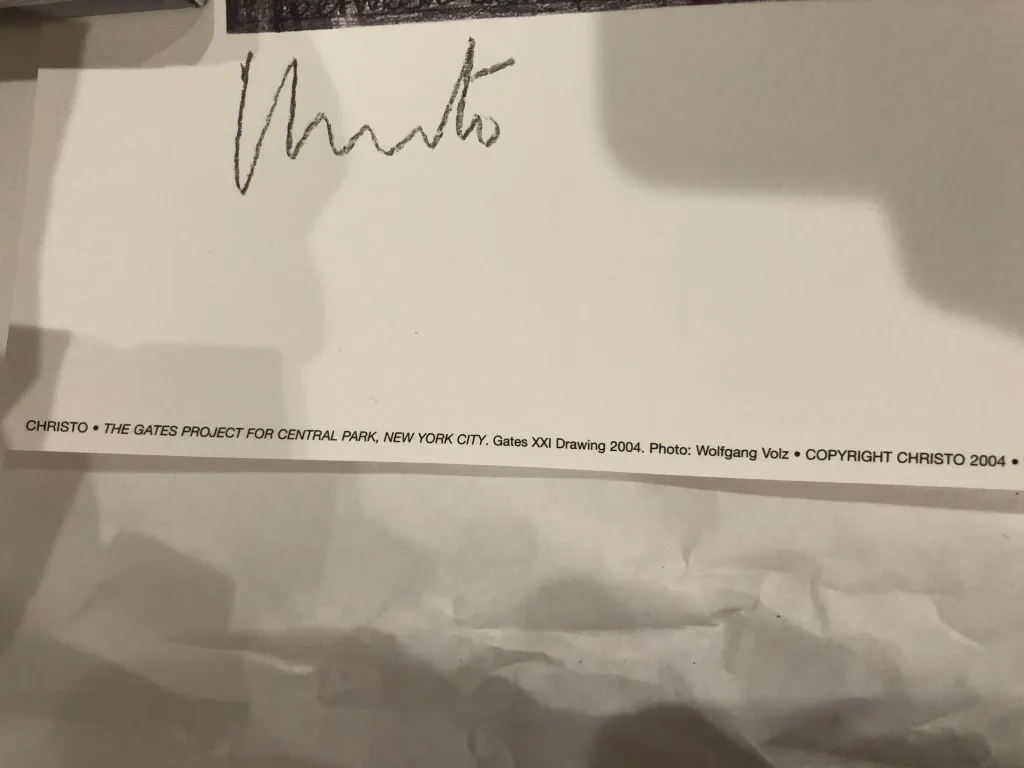 Christo
CHRISTO • THE GATES PROJECT FOR CENTRAL PARK, NEW YORK CITY. Gates XXI Drawing 2004. Photo: Wolfgang Volz • COPYRIGHT CHRISTO 2004 •